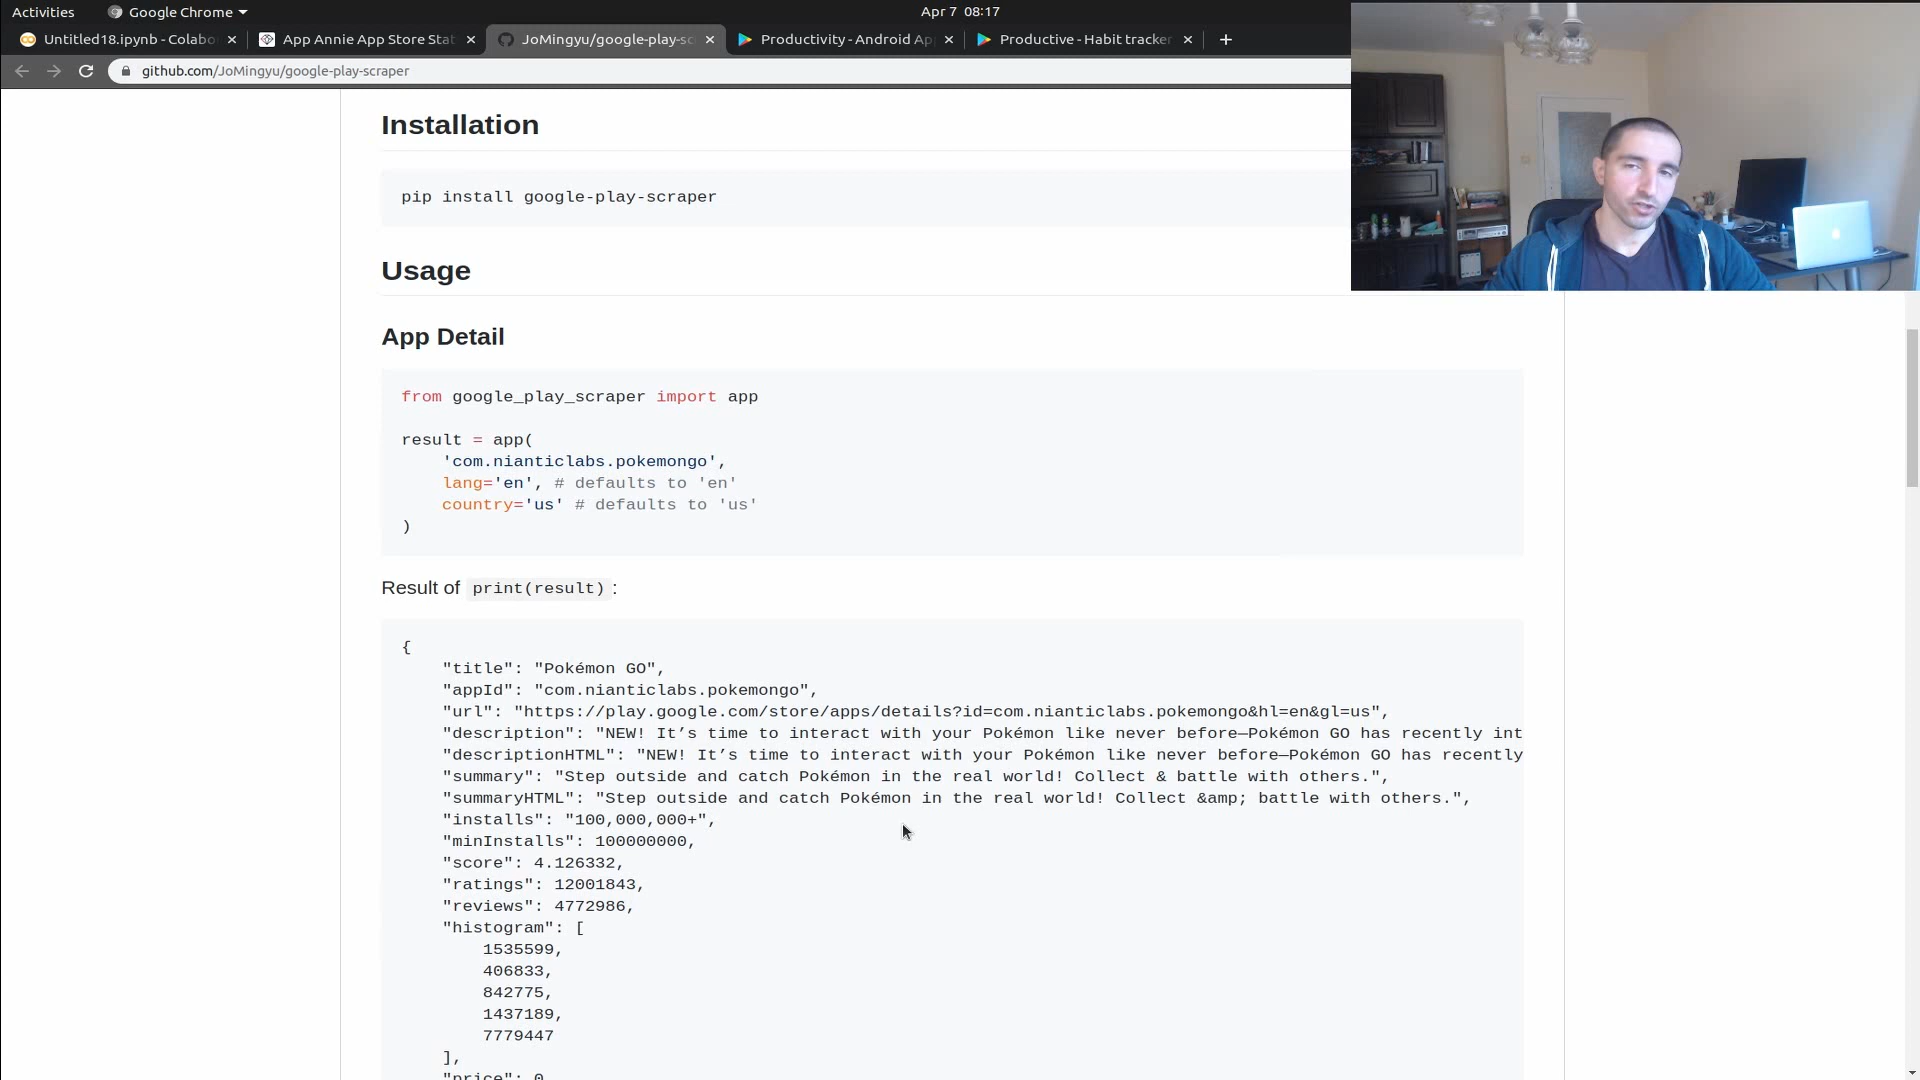 Activities
Google Chrome
Apr 7 08:17
Untitled18.ipynb - Colabo
App Annie App Store Stat
JoMingyu/google-play-sc
Productivity - Android Ap
Productive - Habit tracker
github.com/JoMingyu/google-play-scraper
Installation
pip install google-play-scraper
Usage
App Detail
from google_play_scraper import app
result = app(
'com.nianticlabs.pokemongo',
lang='en', # defaults to 'en'
country='us' # defaults to 'us'
)
Result of print(result) :
{
"title": "Pokémon GO",
"appId": "com.nianticlabs.pokemongo",
"url": "https://play.google.com/store/apps/details?id=com.nianticlabs.pokemongo&hl=en&gl=us",
"description": "NEW! It’s time to interact with your Pokémon like never before—Pokémon GO has recently int
"descriptionHTML": "NEW! It’s time to interact with your Pokémon like never before—Pokémon GO has recently
"summary": "Step outside and catch Pokémon in the real world! Collect & battle with others.",
"summaryHTML": "Step outside and catch Pokémon in the real world! Collect &amp; battle with others.",
"installs": "100,000,000+",
"minInstalls": 100000000,
"score": 4.126332,
"ratings": 12001843,
"reviews": 4772986,
"histogram": [
1535599,
406833,
842775,
1437189,
7779447
],
"price": 0